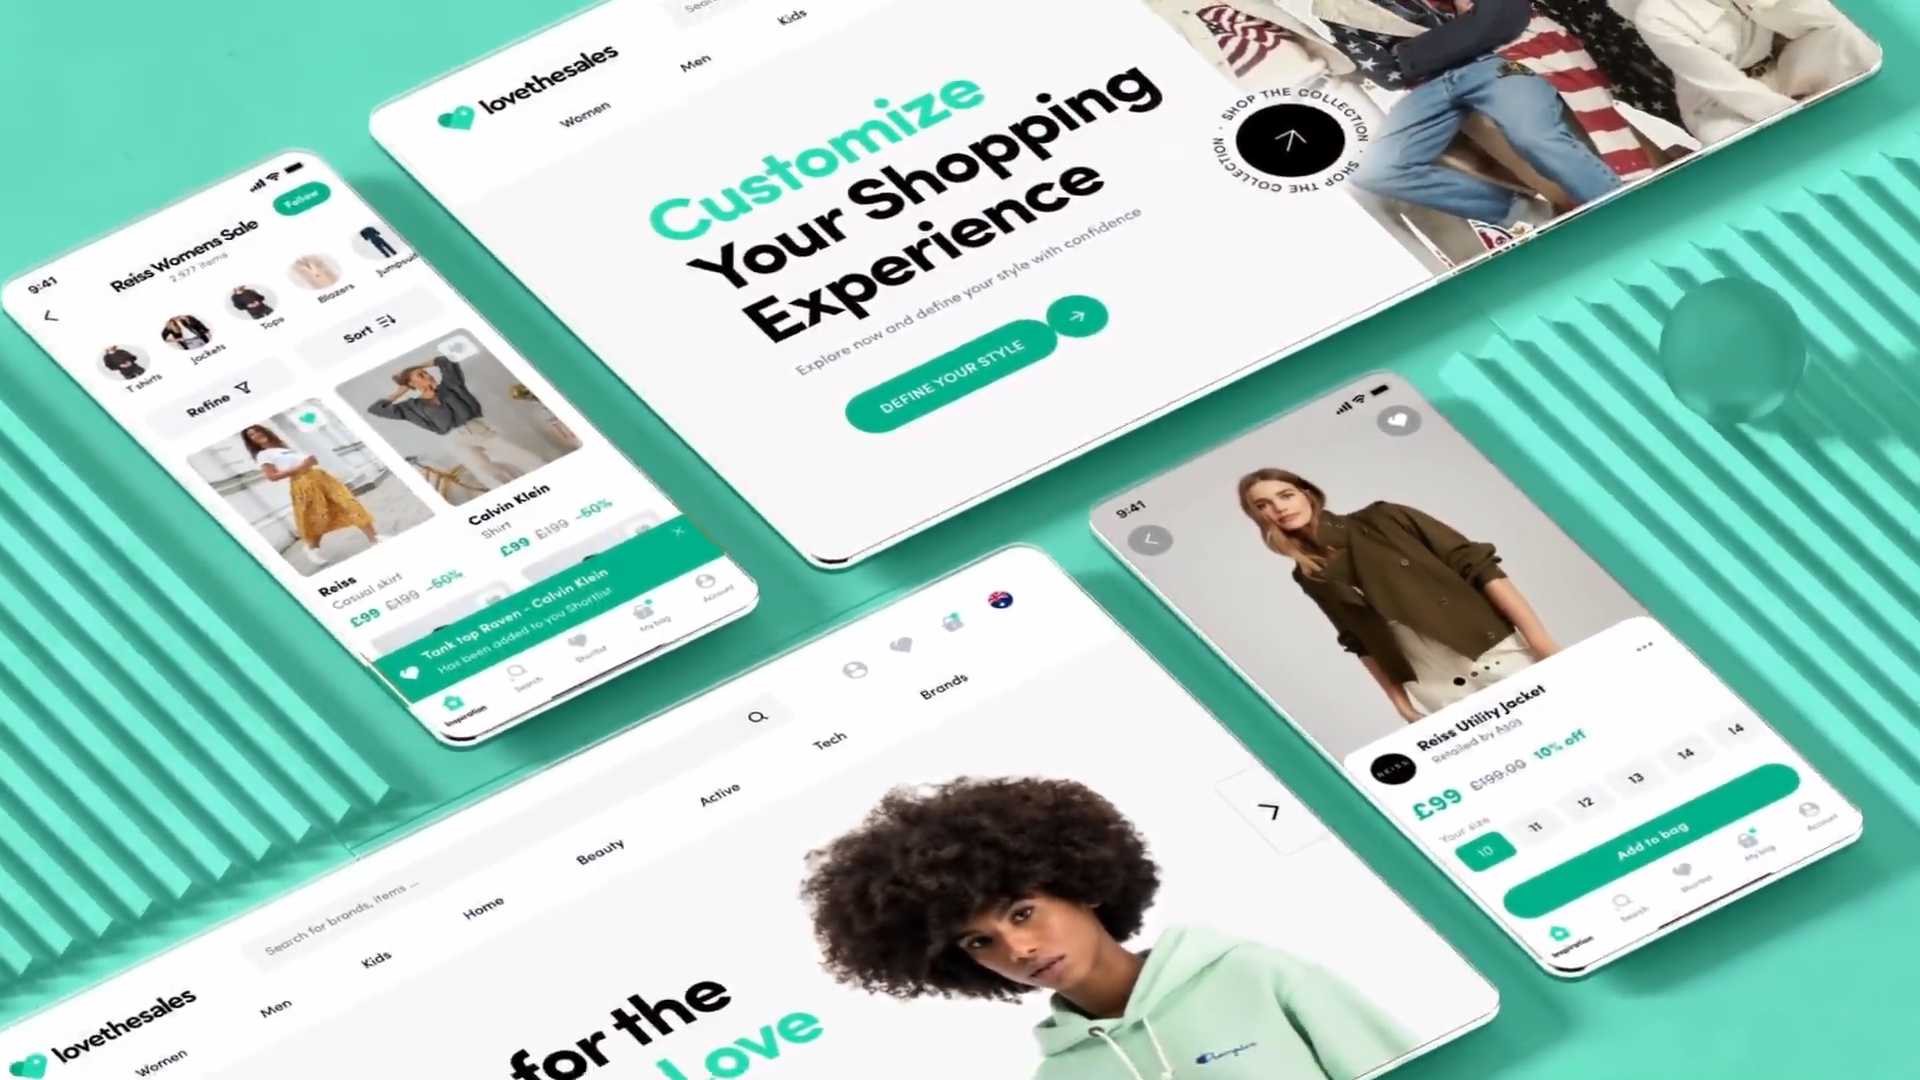 lovethesales
Women
Men
Kids
Customize
Your Shopping
Experience
Explore now and define your style with confidence
DEFINE YOUR STYLE
SHOP THE COLLECTION · SHOP THE COLLECTION ·
9:41
Reiss Womens Sale
2 577 items
Follow
T shirts
Jackets
Tops
Blazers
Refine
Sort
Reiss
Casual skirt
£99 £199 -50%
Calvin Klein
Shirt
£99 £199 -50%
Tank top Raven - Calvin Klein
Has been added to you Shortlist
Inspiration
Search
Shortlist
My bag
Account
9:41
REISS
Reiss Utility Jacket
Retailed by Asos
£99 £199.00 10% off
Your size
10 11 12 13 14 14
Add to bag
Inspiration
Search
Shortlist
My bag
Account
lovethesales
Search for brands, items ...
Women
Men
Kids
Home
Beauty
Active
Tech
Brands
for the
Love
Champion